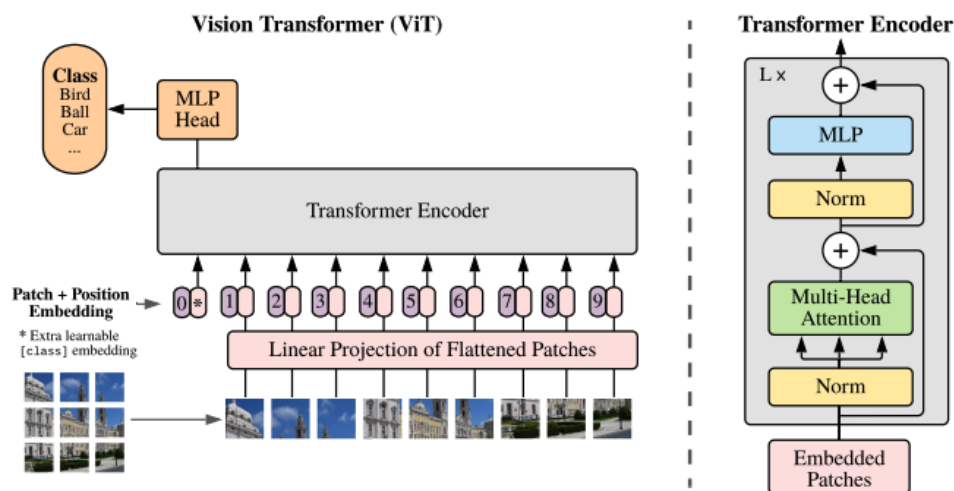 Vision Transformer (ViT)
Class
Bird
Ball
Car
...
MLP
Head
Transformer Encoder
Patch + Position
Embedding
* Extra learnable
[class] embedding
0 * 1 2 3 4 5 6 7 8 9
Linear Projection of Flattened Patches
Transformer Encoder
L ×
+
MLP
Norm
+
Multi-Head
Attention
Norm
Embedded
Patches